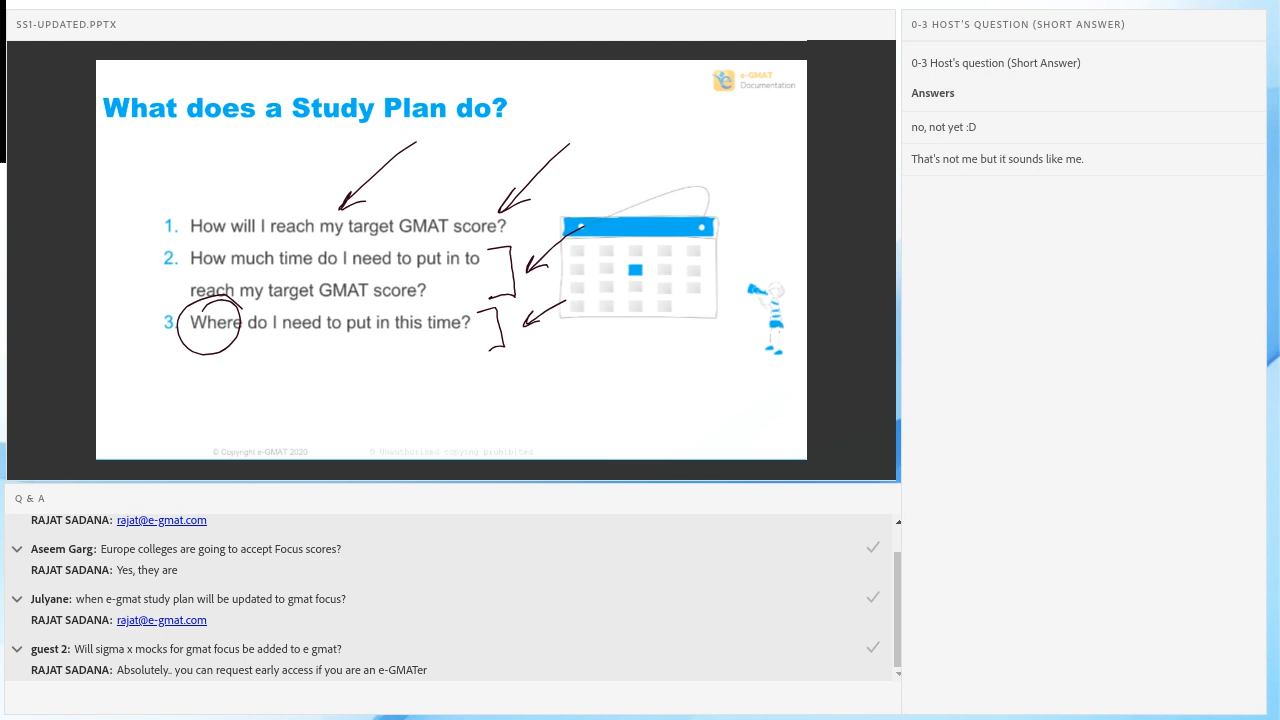 SS1-UPDATED.PPTX
e-GMAT
Documentation
What does a Study Plan do?
1. How will I reach my target GMAT score?
2. How much time do I need to put in to
reach my target GMAT score?
3. Where do I need to put in this time?
© Copyright e-GMAT 2020
Unauthorized copying prohibited
Q & A
RAJAT SADANA: rajat@e-gmat.com
Aseem Garg: Europe colleges are going to accept Focus scores?
RAJAT SADANA: Yes, they are
Julyane: when e-gmat study plan will be updated to gmat focus?
RAJAT SADANA: rajat@e-gmat.com
guest 2: Will sigma x mocks for gmat focus be added to e gmat?
RAJAT SADANA: Absolutely.. you can request early access if you are an e-GMATer
0-3 HOST'S QUESTION (SHORT ANSWER)
0-3 Host's question (Short Answer)
Answers
no, not yet :D
That's not me but it sounds like me.